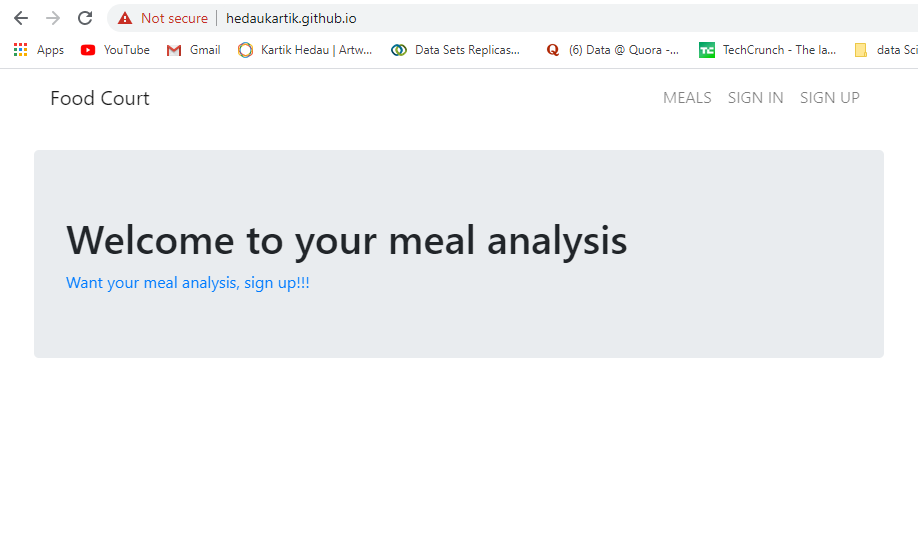 Not secure | hedaukartik.github.io
Apps YouTube Gmail Kartik Hedau | Artw... Data Sets Replicas... (6) Data @ Quora -... TechCrunch - The la... data Sci
Food Court MEALS SIGN IN SIGN UP
Welcome to your meal analysis
Want your meal analysis, sign up!!!